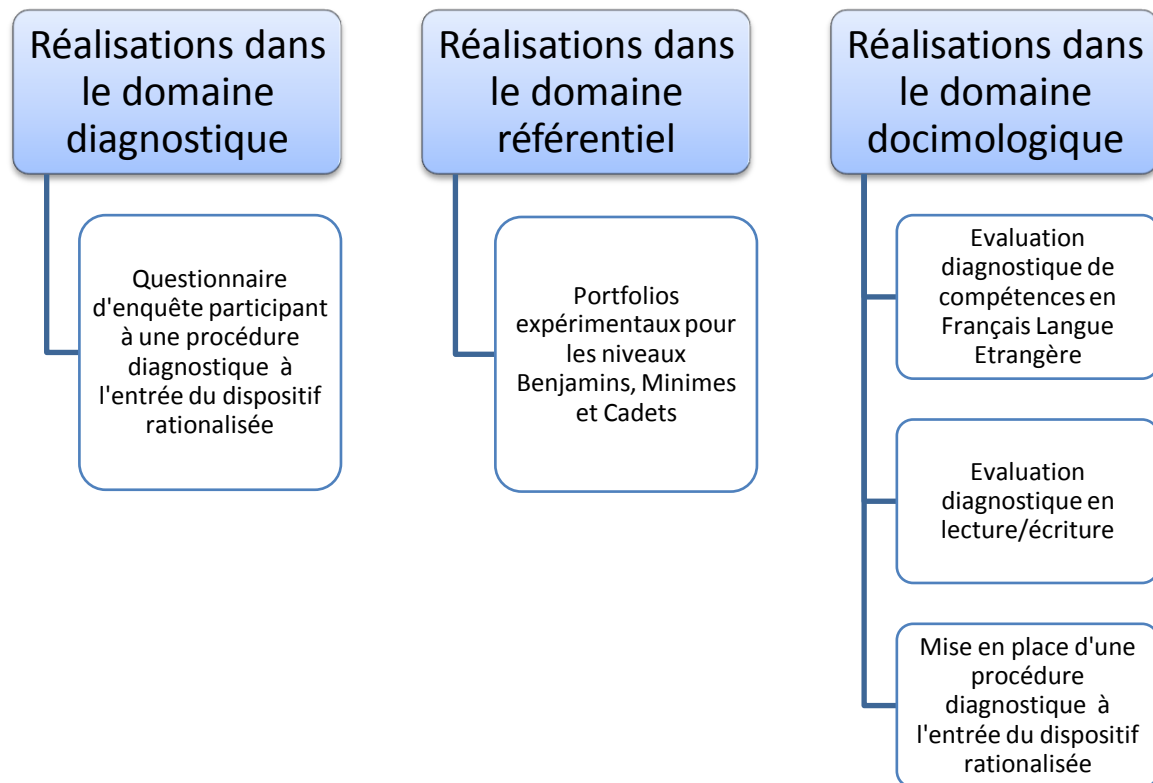 Réalisations dans
le domaine
diagnostique
Questionnaire
d'enquête participant
à une procédure
diagnostique à
l'entrée du dispositif
rationalisée
Réalisations dans
le domaine
référentiel
Portfolios
expérimentaux pour
les niveaux
Benjamins, Minimes
et Cadets
Réalisations dans
le domaine
docimologique
Evaluation
diagnostique de
compétences en
Français Langue
Etrangère
Evaluation
diagnostique en
lecture/écriture
Mise en place d'une
procédure
diagnostique à
l'entrée du dispositif
rationalisée